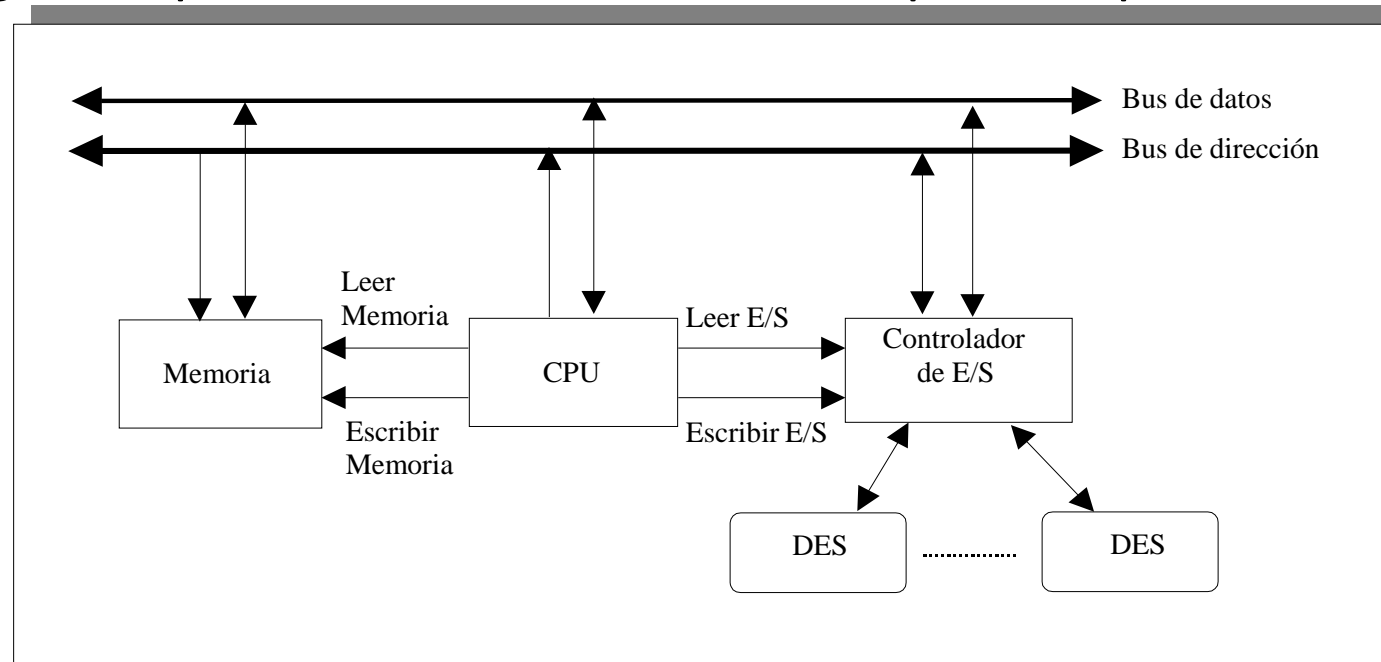 Bus de datos
Bus de dirección
Leer
Memoria
Leer E/S
Controlador
de E/S
Memoria
CPU
Escribir
Memoria
Escribir E/S
DES
DES